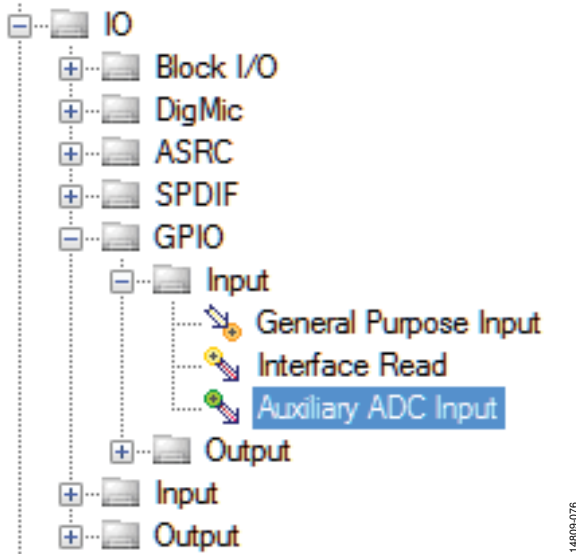 IO
Block I/O
DigMic
ASRC
SPDIF
GPIO
Input
General Purpose Input
Interface Read
Auxiliary ADC Input
Output
Input
Output
14809-076